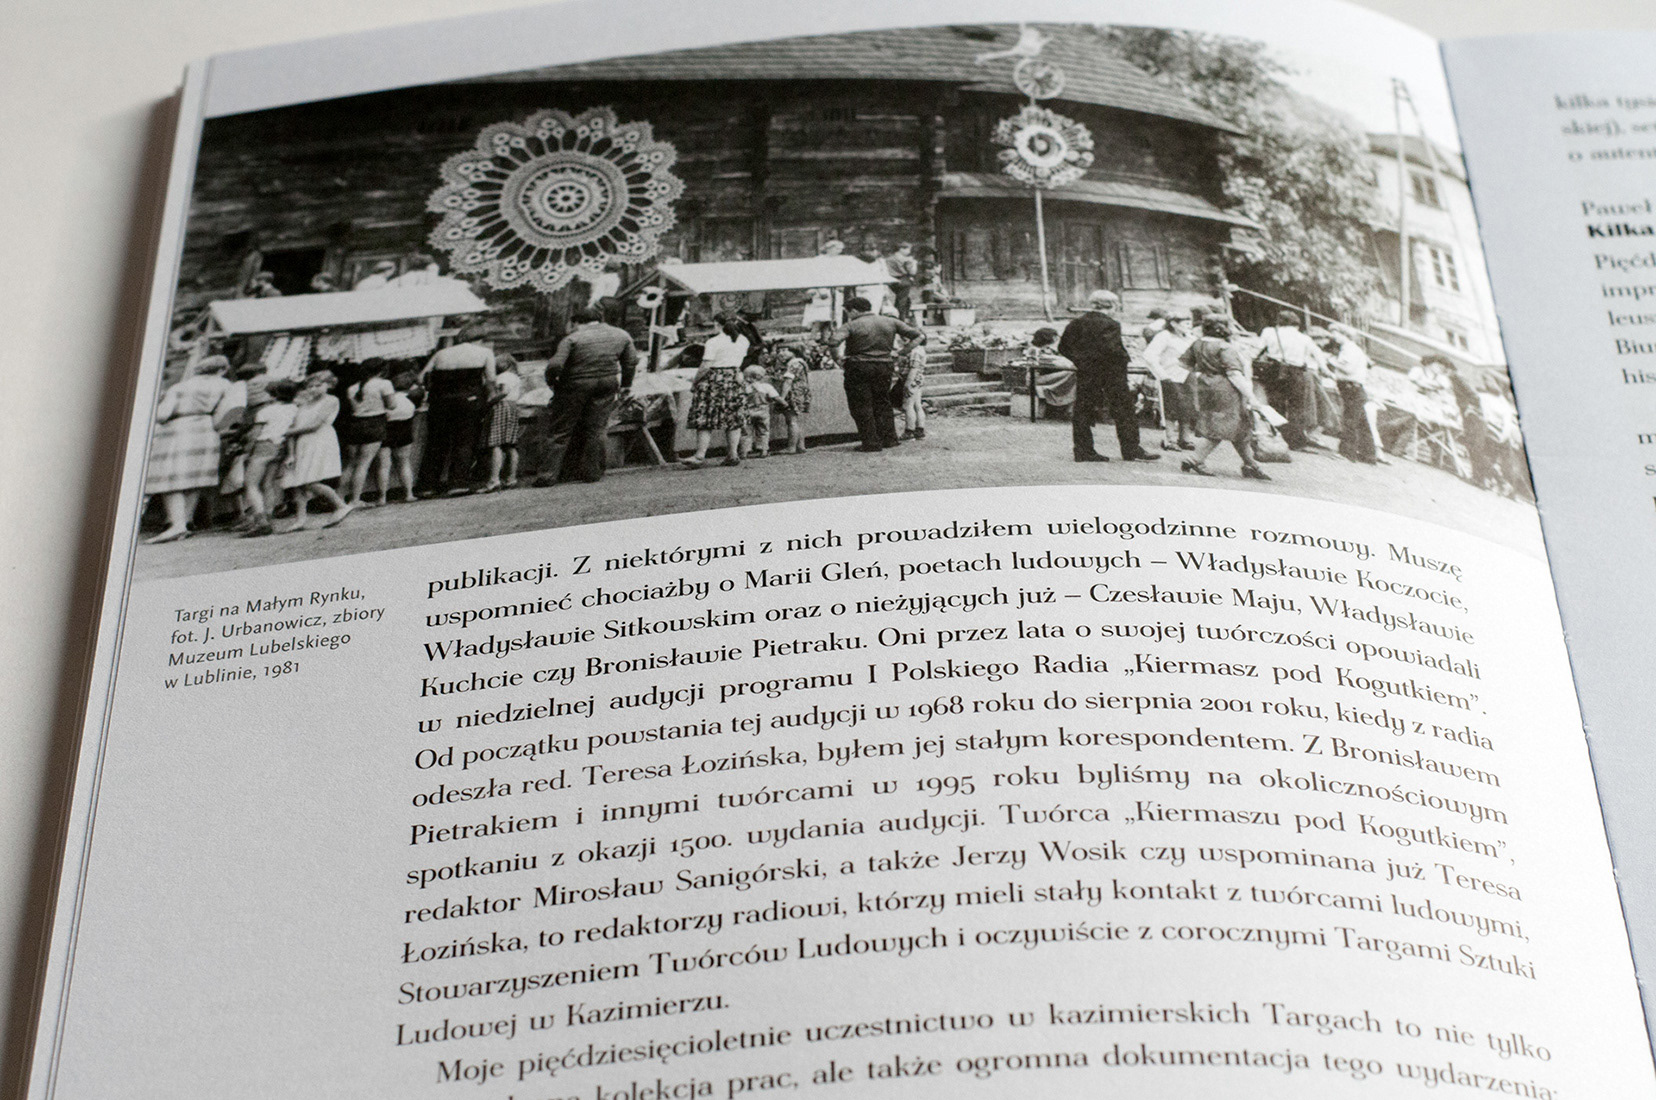 Targi na Małym Rynku,
fot. J. Urbanowicz, zbiory
Muzeum Lubelskiego
w Lublinie, 1981
publikacji. Z niektórymi z nich prowadziłem wielogodzinne rozmowy. Muszę
wspomnieć chociażby o Marii Gleń, poetach ludowych – Władysławie Koczocie,
Władysławie Sitkowskim oraz o nieżyjących już – Czesławie Maju, Władysławie
Kuchcie czy Bronisławie Pietraku. Oni przez lata o swojej twórczości opowiadali
w niedzielnej audycji programu I Polskiego Radia „Kiermasz pod Kogutkiem”.
Od początku powstania tej audycji w 1968 roku do sierpnia 2001 roku, kiedy z radia
odeszła red. Teresa Łozińska, byłem jej stałym korespondentem. Z Bronisławem
Pietrakiem i innymi twórcami w 1995 roku byliśmy na okolicznościowym
spotkaniu z okazji 1500. wydania audycji. Twórca „Kiermaszu pod Kogutkiem”,
redaktor Mirosław Sanigórski, a także Jerzy Wosik czy wspominana już Teresa
Łozińska, to redaktorzy radiowi, którzy mieli stały kontakt z twórcami ludowymi,
Stowarzyszeniem Twórców Ludowych i oczywiście z corocznymi Targami Sztuki
Ludowej w Kazimierzu.
Moje pięćdziesięcioletnie uczestnictwo w kazimierskich Targach to nie tylko
kolekcja prac, ale także ogromna dokumentacja tego wydarzenia:
kilka
skiej),
o
Paweł
Kilka